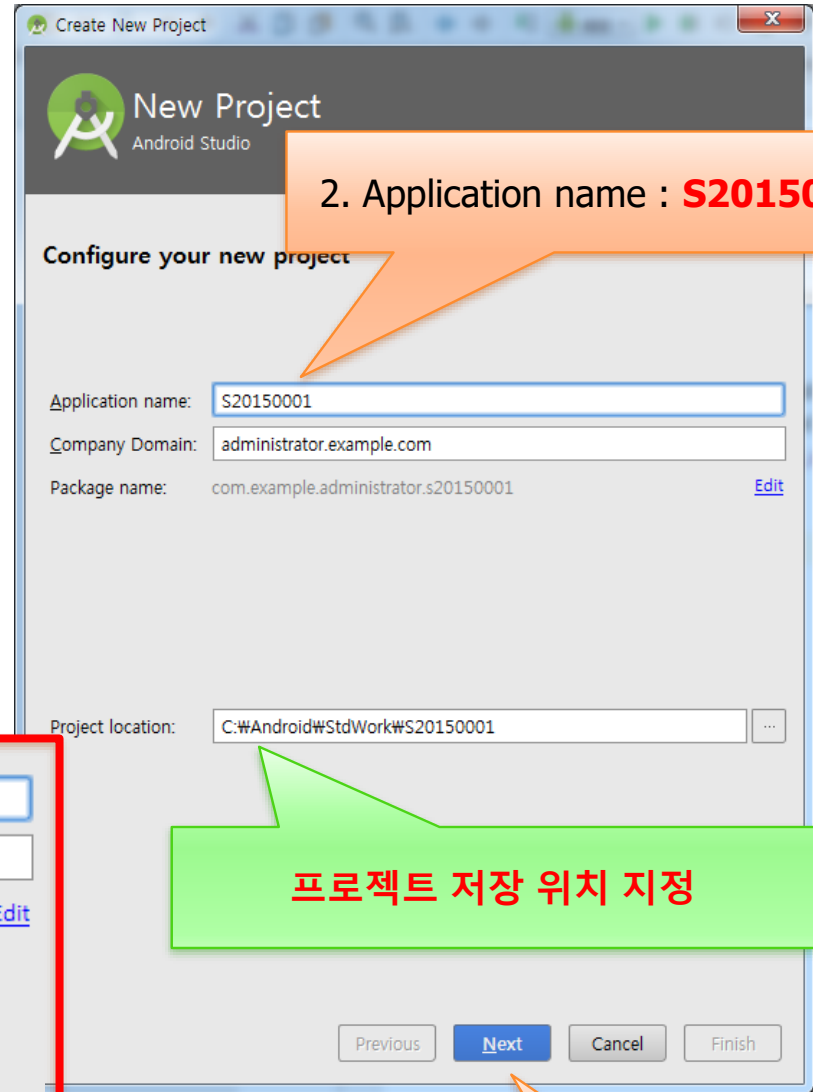 Create New Project
New Project
Android Studio
2. Application name : S20150
Configure your new project
Application name: S20150001
Company Domain: administrator.example.com
Package name: com.example.administrator.s20150001 Edit
Project location: C:₩Android₩StdWork₩S20150001 ...
Edit
프로젝트 저장 위치 지정
Previous Next Cancel Finish